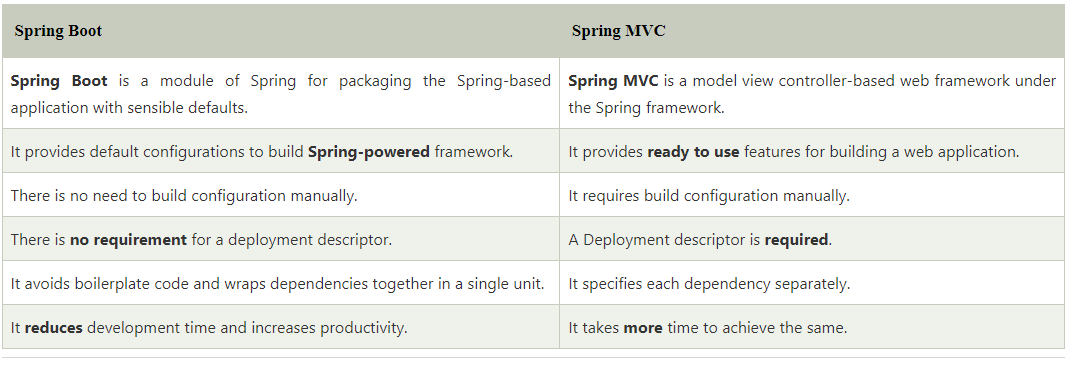 Spring Boot
Spring MVC
Spring Boot is a module of Spring for packaging the Spring-based
application with sensible defaults.
Spring MVC is a model view controller-based web framework under
the Spring framework.
It provides default configurations to build Spring-powered framework.
It provides ready to use features for building a web application.
There is no need to build configuration manually.
It requires build configuration manually.
There is no requirement for a deployment descriptor.
A Deployment descriptor is required.
It avoids boilerplate code and wraps dependencies together in a single unit.
It specifies each dependency separately.
It reduces development time and increases productivity.
It takes more time to achieve the same.